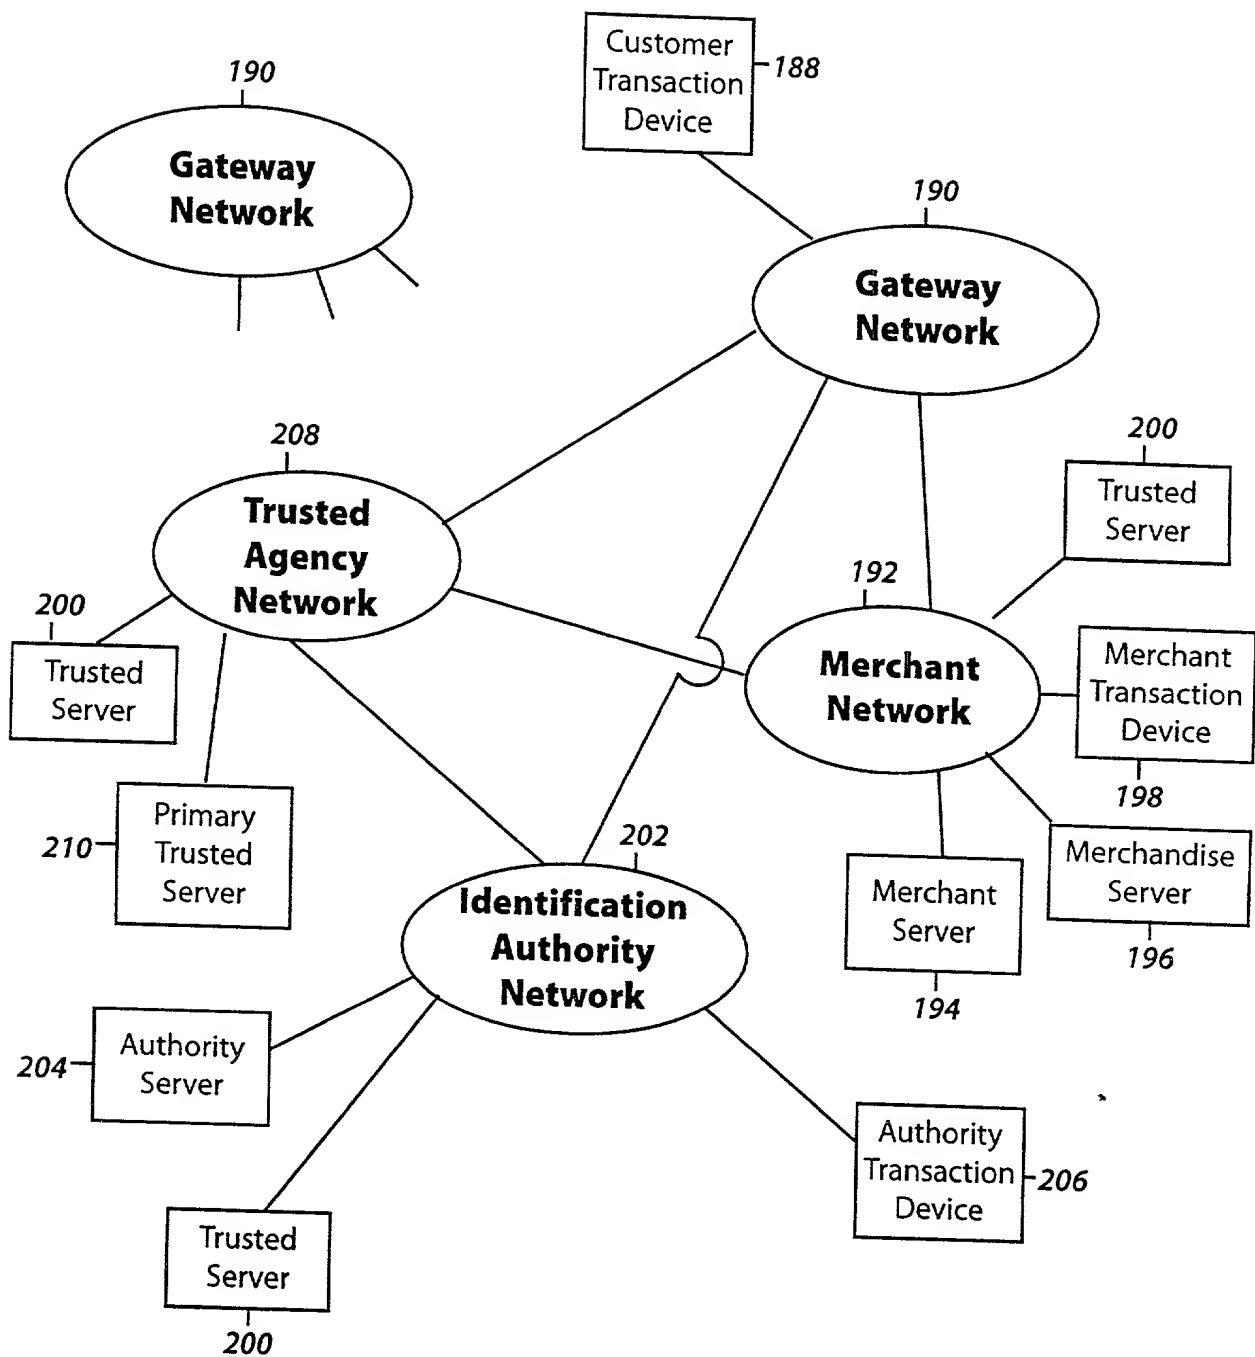 190
Gateway
Network
Customer
Transaction
Device
188
190
Gateway
Network
208
Trusted
Agency
Network
200
Trusted
Server
192
Merchant
Network
200
Trusted
Server
Merchant
Transaction
Device
198
210
Primary
Trusted
Server
202
Identification
Authority
Network
Merchant
Server
194
Merchandise
Server
196
204
Authority
Server
Authority
Transaction
Device
206
Trusted
Server
200